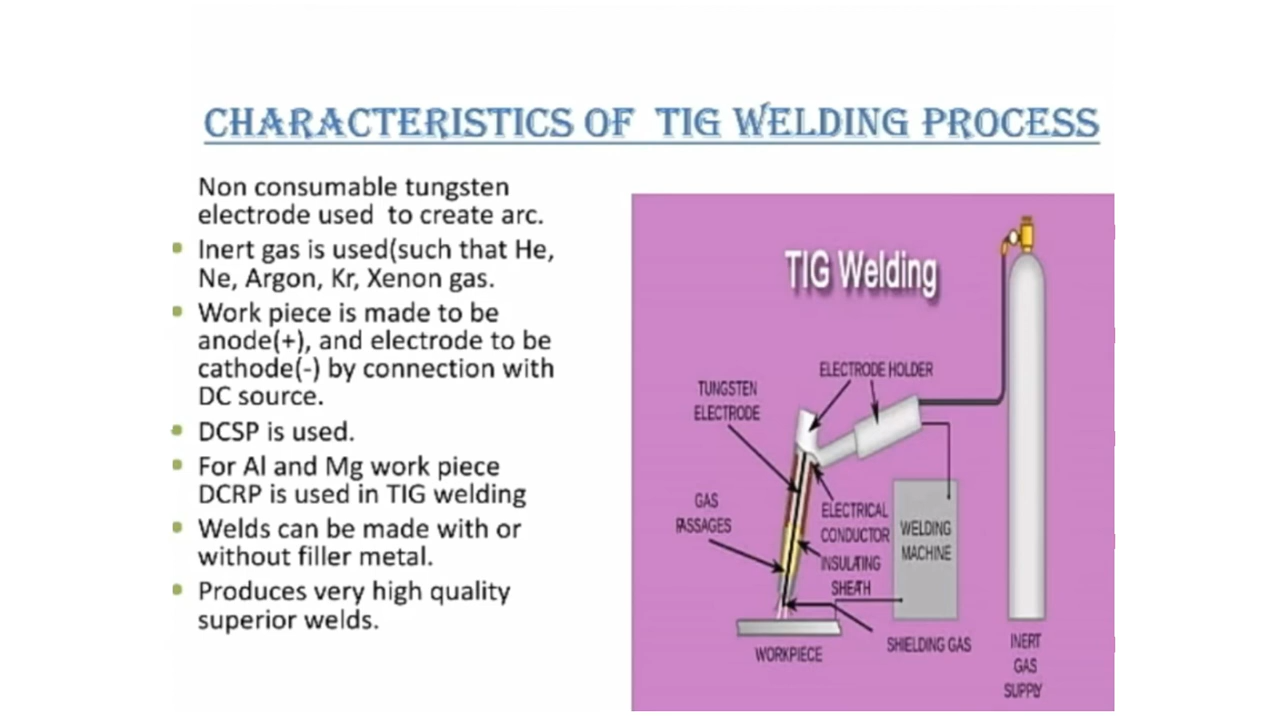 CHARACTERISTICS OF TIG WELDING PROCESS
Non consumable tungsten
electrode used to create arc.
Inert gas is used(such that He,
Ne, Argon, Kr, Xenon gas.
Work piece is made to be
anode(+), and electrode to be
cathode(-) by connection with
DC source.
DCSP is used.
For Al and Mg work piece
DCRP is used in TIG welding
Welds can be made with or
without filler metal.
Produces very high quality
superior welds.
TIG Welding
ELECTRODE HOLDER
TUNGSTEN
ELECTRODE
GAS
PASSAGES
ELECTRICAL
CONDUCTOR
INSULATING
SHEATH
WELDING
MACHINE
SHIELDING GAS
WORKPIECE
INERT
GAS
SUPPLY